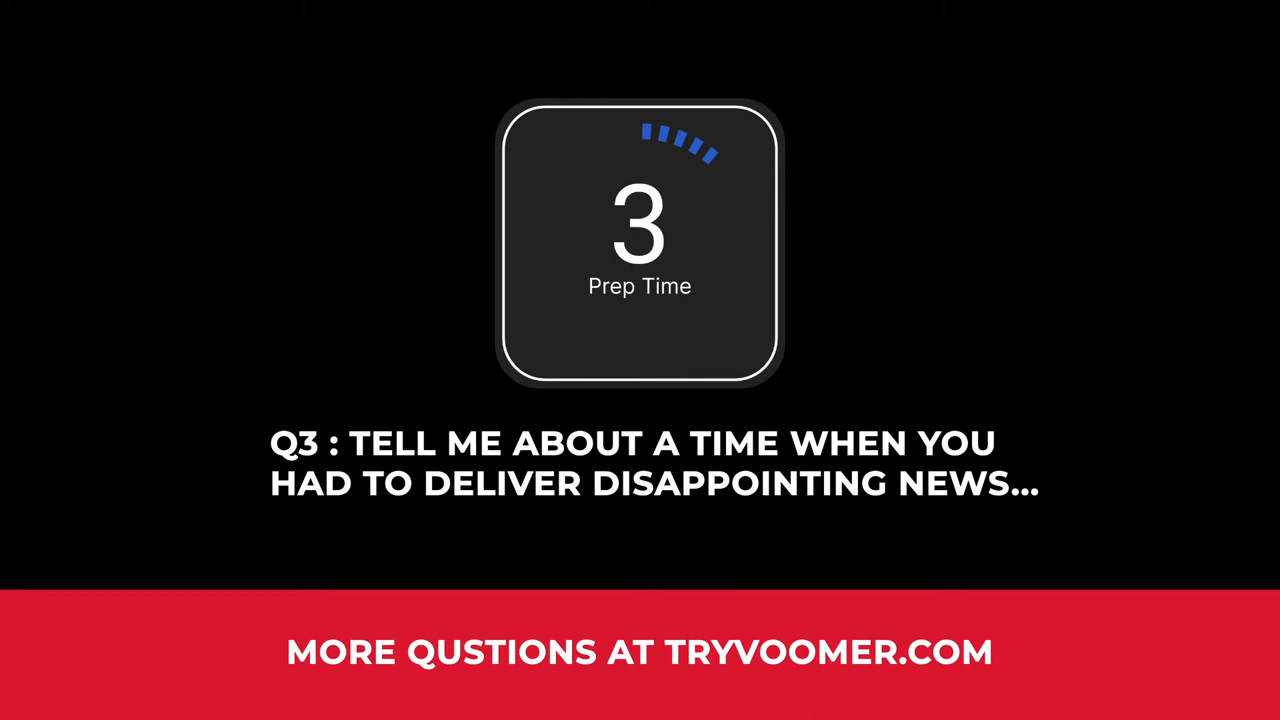 3
Prep Time
Q3 : TELL ME ABOUT A TIME WHEN YOU
HAD TO DELIVER DISAPPOINTING NEWS...
MORE QUSTIONS AT TRYVOOMER.COM